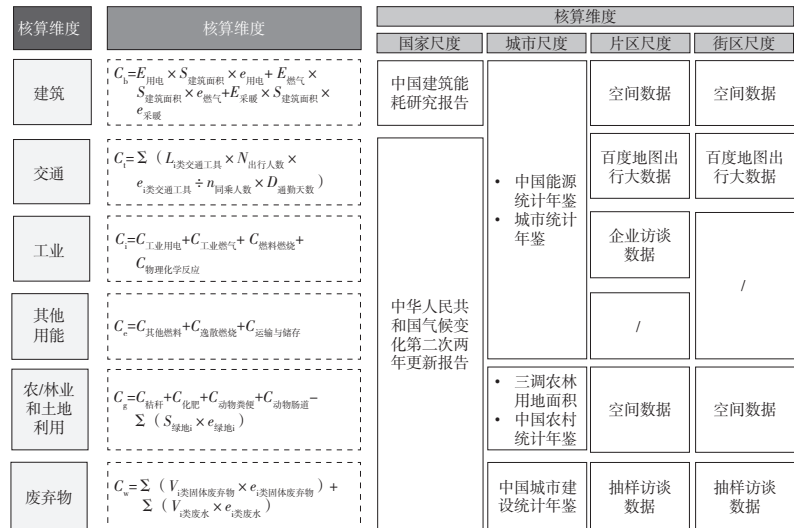 核算维度
核算维度
核算维度
国家尺度
城市尺度
片区尺度
街区尺度
建筑
C_b=E_用电×S_建筑面积×e_用电+E_燃气×
S_建筑面积×e_燃气+E_采暖×S_建筑面积×
e_采暖
中国建筑能
耗研究报告
• 中国能源
统计年鉴
• 城市统计
年鉴
空间数据
空间数据
交通
C_t=Σ（L_i类交通工具×N_出行人数×
e_i类交通工具÷n_同乘人数×D_通勤天数）
中华人民共
和国气候变
化第二次两
年更新报告
百度地图出
行大数据
百度地图出
行大数据
工业
C_i=C_工业用电+C_工业燃气+C_燃料燃烧+
C_物理化学反应
企业访谈
数据
/
其他
用能
C_e=C_其他燃料+C_逸散燃烧+C_运输与储存
/
农/林业
和土地
利用
C_g=C_秸秆+C_化肥+C_动物粪便+C_动物肠道−
Σ（S_绿地i×e_绿地i）
• 三调农林
用地面积
• 中国农村
统计年鉴
空间数据
空间数据
废弃物
C_w=Σ（V_i类固体废弃物×e_i类固体废弃物）+
Σ（V_i类废水×e_i类废水）
中国城市建
设统计年鉴
抽样访谈
数据
抽样访谈
数据